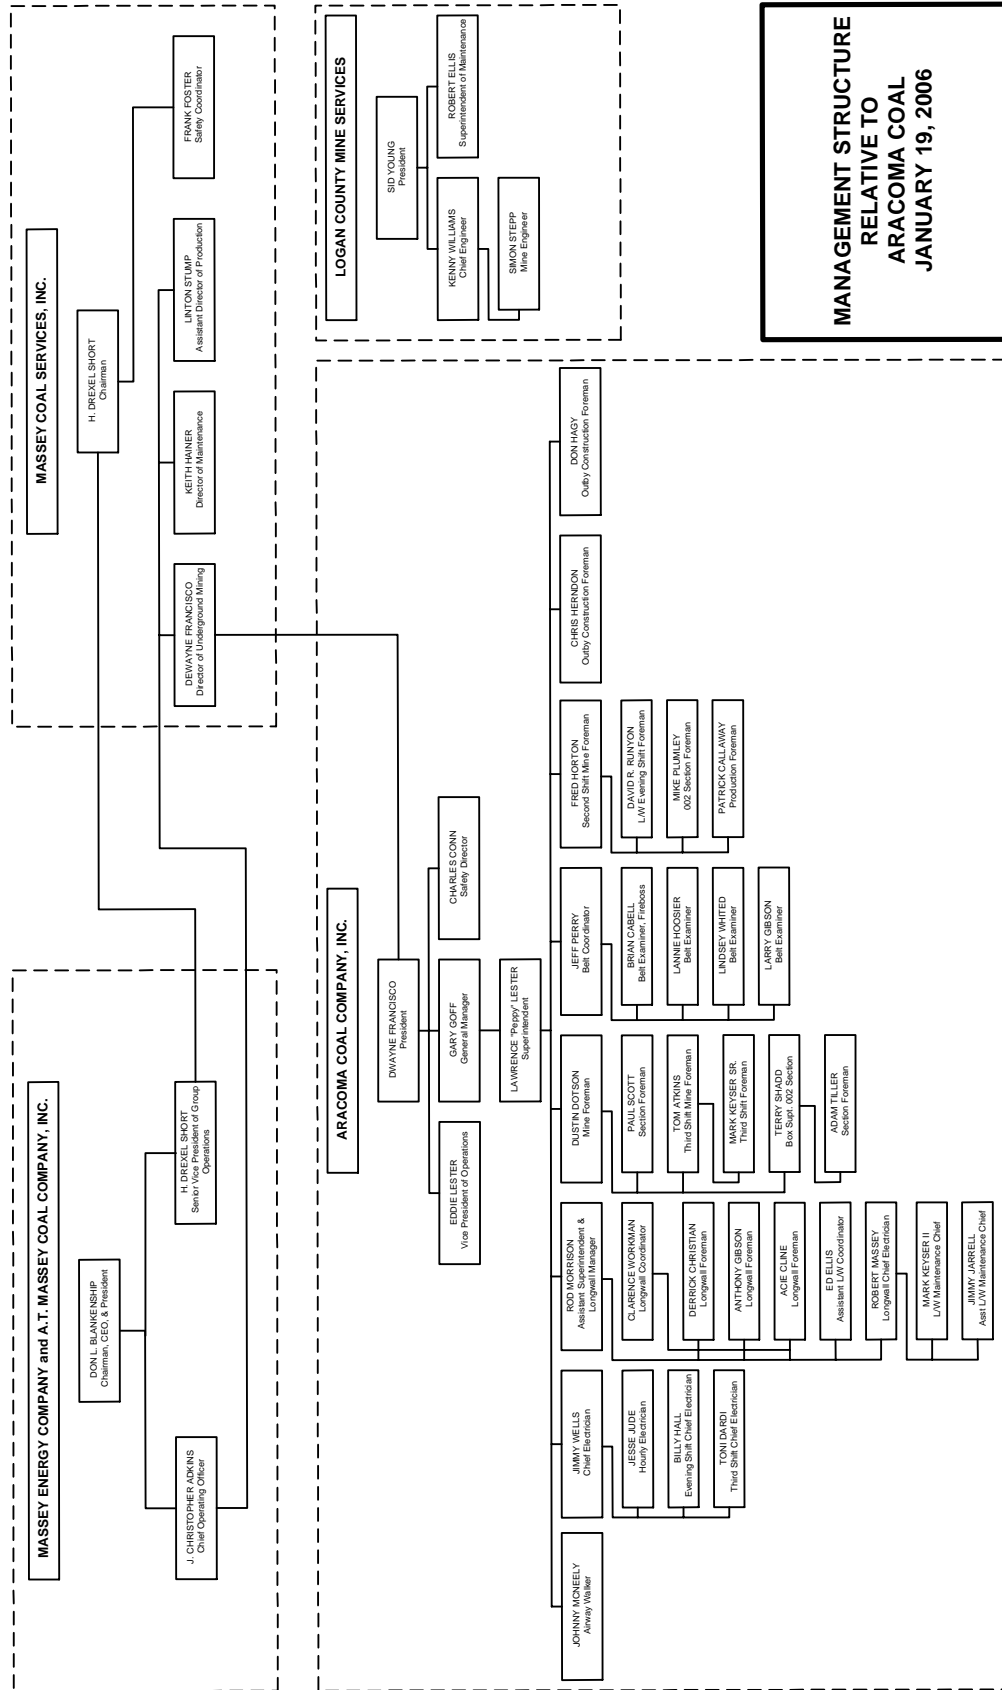 MASSEY ENERGY COMPANY and A.T. MASSEY COAL COMPANY, INC.
DON L. BLANKENSHIP
Chairman, CEO, & President
J. CHRISTOPHER ADKINS
Chief Operating Officer
H. DREXEL SHORT
Senior Vice President of Group
Operations
MASSEY COAL SERVICES, INC.
H. DREXEL SHORT
Chairman
DEWAYNE FRANCISCO
Director of Underground Mining
KEITH HAINER
Director of Maintenance
LINTON STUMP
Assistant Director of Production
FRANK FOSTER
Safety Coordinator
ARACOMA COAL COMPANY, INC.
DWAYNE FRANCISCO
President
EDDIE LESTER
Vice President of Operations
GARY GOFF
General Manager
CHARLES CONN
Safety Director
LAWRENCE "Peppy" LESTER
Superintendent
JOHNNY MCNEELY
Airway Walker
JIMMY WELLS
Chief Electrician
JESSE JUDE
Hourly Electrician
BILLY HALL
Evening Shift Chief Electrician
TONI DARDI
Third Shift Chief Electrician
ROD MORRISON
Assistant Superintendent &
Longwall Manager
CLARENCE WORKMAN
Longwall Coordinator
DERRICK CHRISTIAN
Longwall Foreman
ANTHONY GIBSON
Longwall Foreman
ACIE CLINE
Longwall Foreman
ED ELLIS
Assistant L/W Coordinator
ROBERT MASSEY
Longwall Chief Electrician
MARK KEYSER II
L/W Maintenance Chief
JIMMY JARRELL
Asst L/W Maintenance Chief
DUSTIN DOTSON
Mine Foreman
PAUL SCOTT
Section Foreman
TOM ATKINS
Third Shift Mine Foreman
MARK KEYSER SR.
Third Shift Foreman
TERRY SHADD
Box Supt. 002 Section
ADAM TILLER
Section Foreman
JEFF PERRY
Belt Coordinator
BRIAN CABELL
Belt Examiner, Fireboss
LANNIE HOOSIER
Belt Examiner
LINDSEY WHITED
Belt Examiner
LARRY GIBSON
Belt Examiner
FRED HORTON
Second Shift Mine Foreman
DAVID R. RUNYON
L/W Evening Shift Foreman
MIKE PLUMLEY
002 Section Foreman
PATRICK CALLAWAY
Production Foreman
CHRIS HERNDON
Outby Construction Foreman
DON HAGY
Outby Construction Foreman
LOGAN COUNTY MINE SERVICES
SID YOUNG
President
KENNY WILLIAMS
Chief Engineer
ROBERT ELLIS
Superintendent of Maintenance
SIMON STEPP
Mine Engineer
MANAGEMENT STRUCTURE
RELATIVE TO
ARACOMA COAL
JANUARY 19, 2006